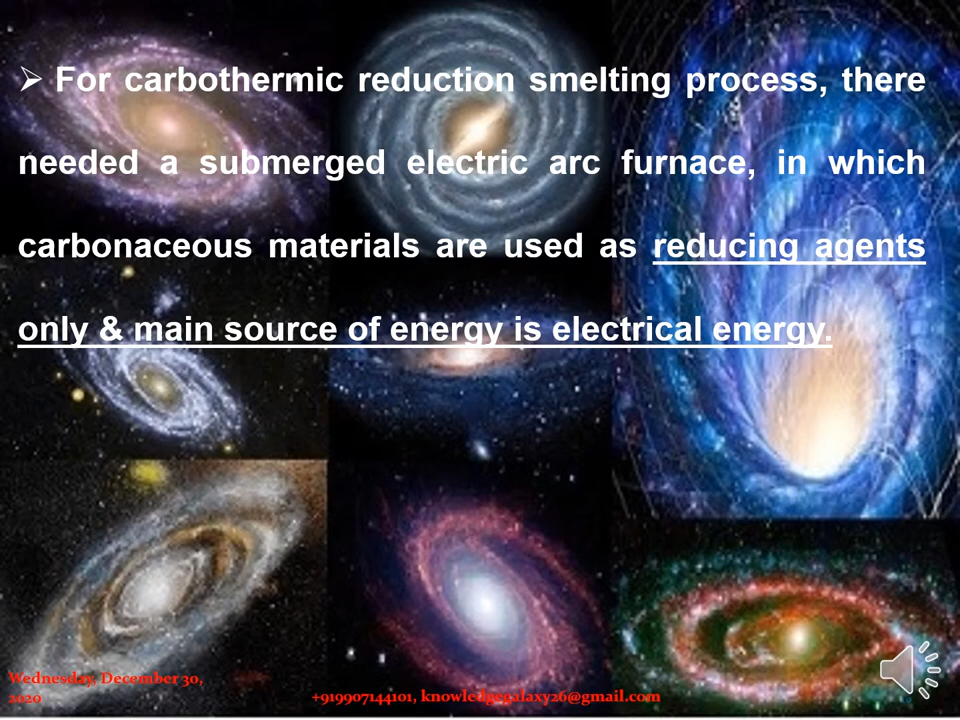 ➢ For carbothermic reduction smelting process, there
needed a submerged electric arc furnace, in which
carbonaceous materials are used as reducing agents
only & main source of energy is electrical energy.
Wednesday, December 30,
2020
+919907144101, knowledgegalaxy26@gmail.com